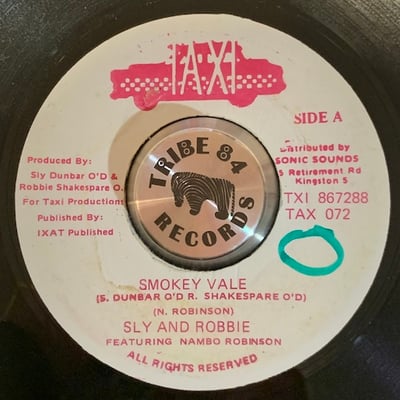 TAXI
SIDE A
Produced By:
Sly Dunbar O'D &
Robbie Shakespare O.
For Taxi Productions
Published By:
IXAT Published
Distributed by
SONIC SOUNDS
5 Retirement Rd
Kingston 5
TXI 867288
TAX 072
TRIBE 84
RECORDS
SMOKEY VALE
(S. DUNBAR O'D R. SHAKESPARE O'D)
(N. ROBINSON)
SLY AND ROBBIE
FEATURING NAMBO ROBINSON
ALL RIGHTS RESERVED